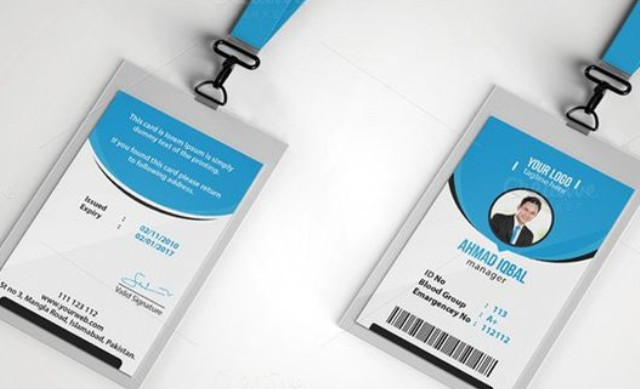 This card is lorem Ipsum is simply
dummy text of the printing.
If you found this card please return
to following address.
Issued : 02/11/2010
Expiry : 02/01/2017
Valid Signature
111 123 112
www.yourweb.com
St no 3, Mangla Road, Islamabad, Pakistan.
YOUR LOGO
tagline here
AHMAD IQBAL
manager
ID No : 113
Blood Group : A+
Emargency No : 112112